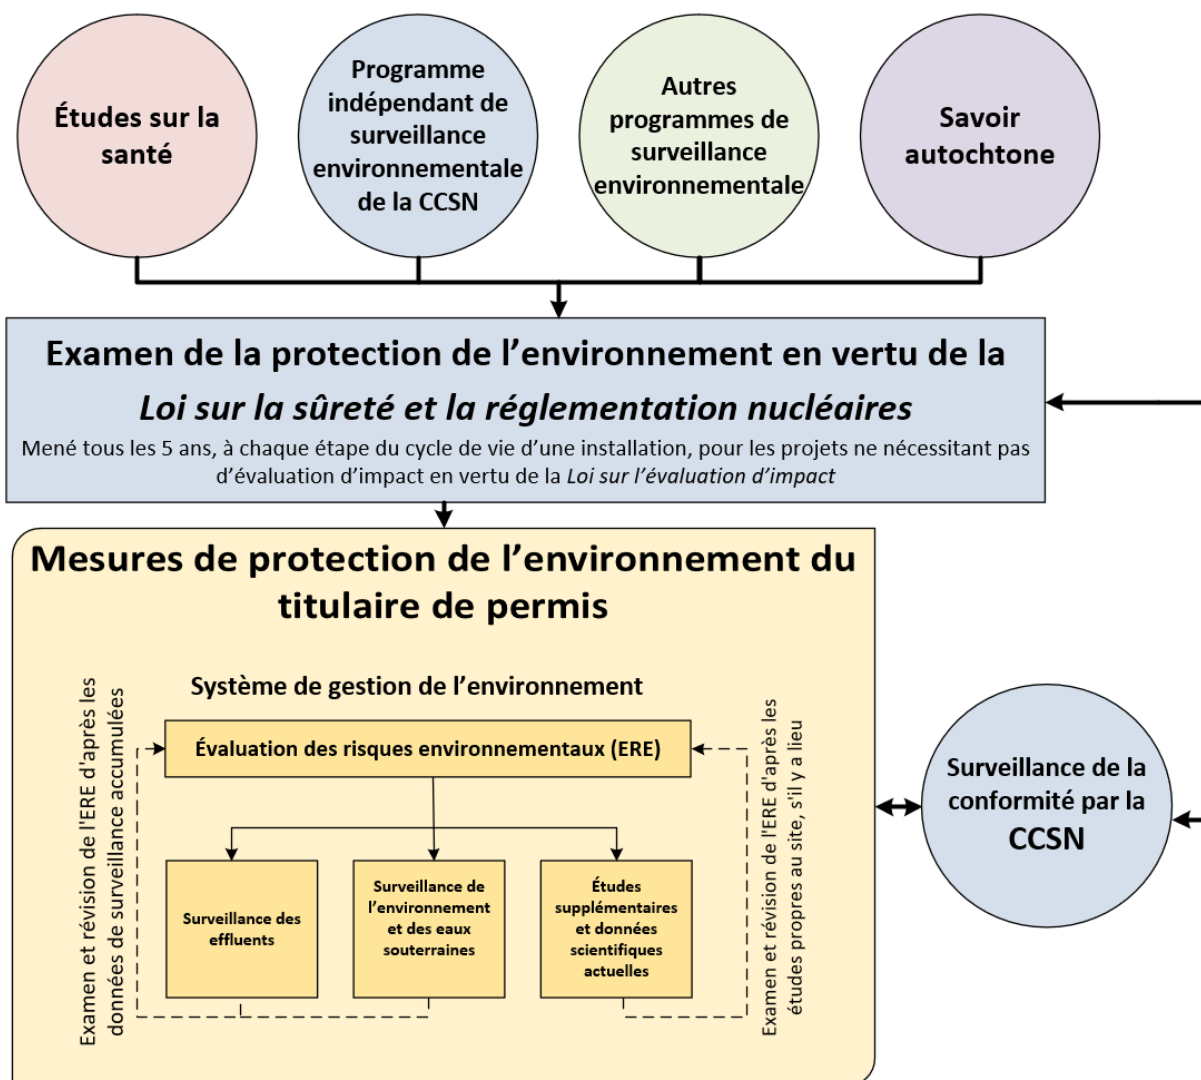 Études sur la
santé
Programme
indépendant de
surveillance
environnementale
de la CCSN
Autres
programmes de
surveillance
environnementale
Savoir
autochtone
Examen de la protection de l’environnement en vertu de la
Loi sur la sûreté et la réglementation nucléaires
Mené tous les 5 ans, à chaque étape du cycle de vie d’une installation, pour les projets ne nécessitant pas
d’évaluation d’impact en vertu de la Loi sur l’évaluation d’impact
Mesures de protection de l’environnement du
titulaire de permis
Système de gestion de l’environnement
Examen et révision de l'ERE d'après les
données de surveillance accumulées
Évaluation des risques environnementaux (ERE)
Surveillance des
effluents
Surveillance de
l’environnement
et des eaux
souterraines
Études
supplémentaires
et données
scientifiques
actuelles
Examen et révision de l'ERE d'après les
études propres au site, s'il y a lieu
Surveillance de la
conformité par la
CCSN